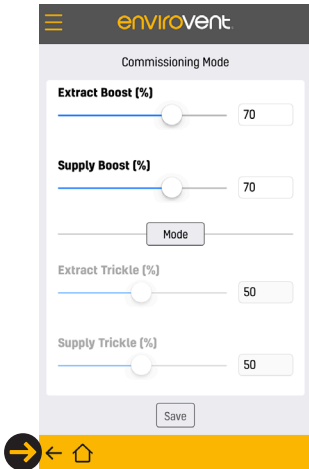 envirovent.
Commissioning Mode
Extract Boost (%)
70
Supply Boost (%)
70
Mode
Extract Trickle (%)
50
Supply Trickle (%)
50
Save